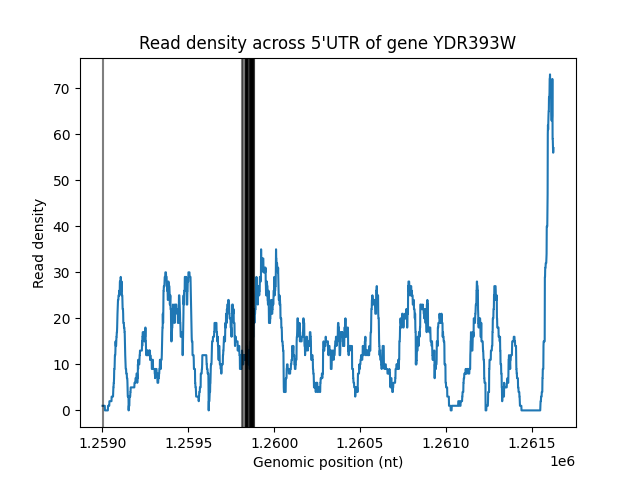 Read density across 5'UTR of gene YDR393W
Read density
70
60
50
40
30
20
10
0
1.2590 1.2595 1.2600 1.2605 1.2610 1.2615
1e6
Genomic position (nt)